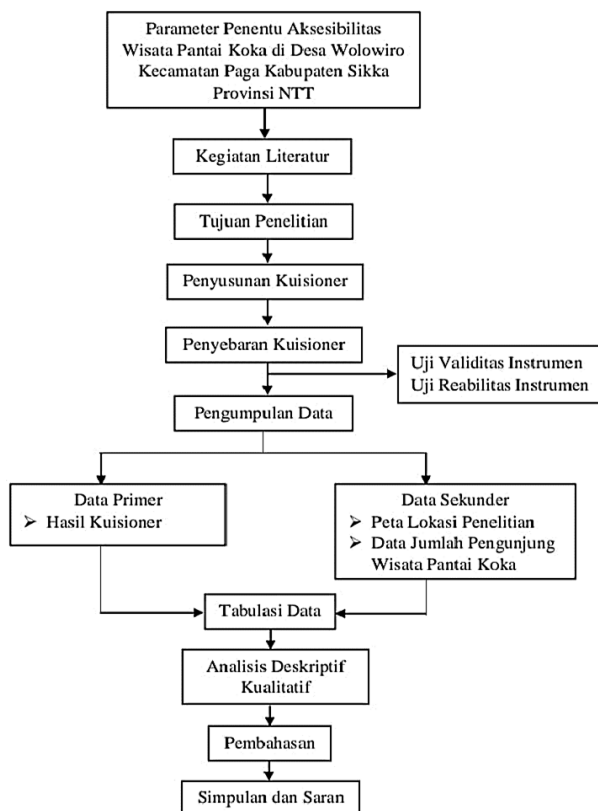 Parameter Penentu Aksesibilitas
Wisata Pantai Koka di Desa Wolowiro
Kecamatan Paga Kabupaten Sikka
Provinsi NTT
Kegiatan Literatur
Tujuan Penelitian
Penyusunan Kuisioner
Penyebaran Kuisioner
Uji Validitas Instrumen
Uji Reabilitas Instrumen
Pengumpulan Data
Data Primer
➢ Hasil Kuisioner
Data Sekunder
➢ Peta Lokasi Penelitian
➢ Data Jumlah Pengunjung
Wisata Pantai Koka
Tabulasi Data
Analisis Deskriptif
Kualitatif
Pembahasan
Simpulan dan Saran